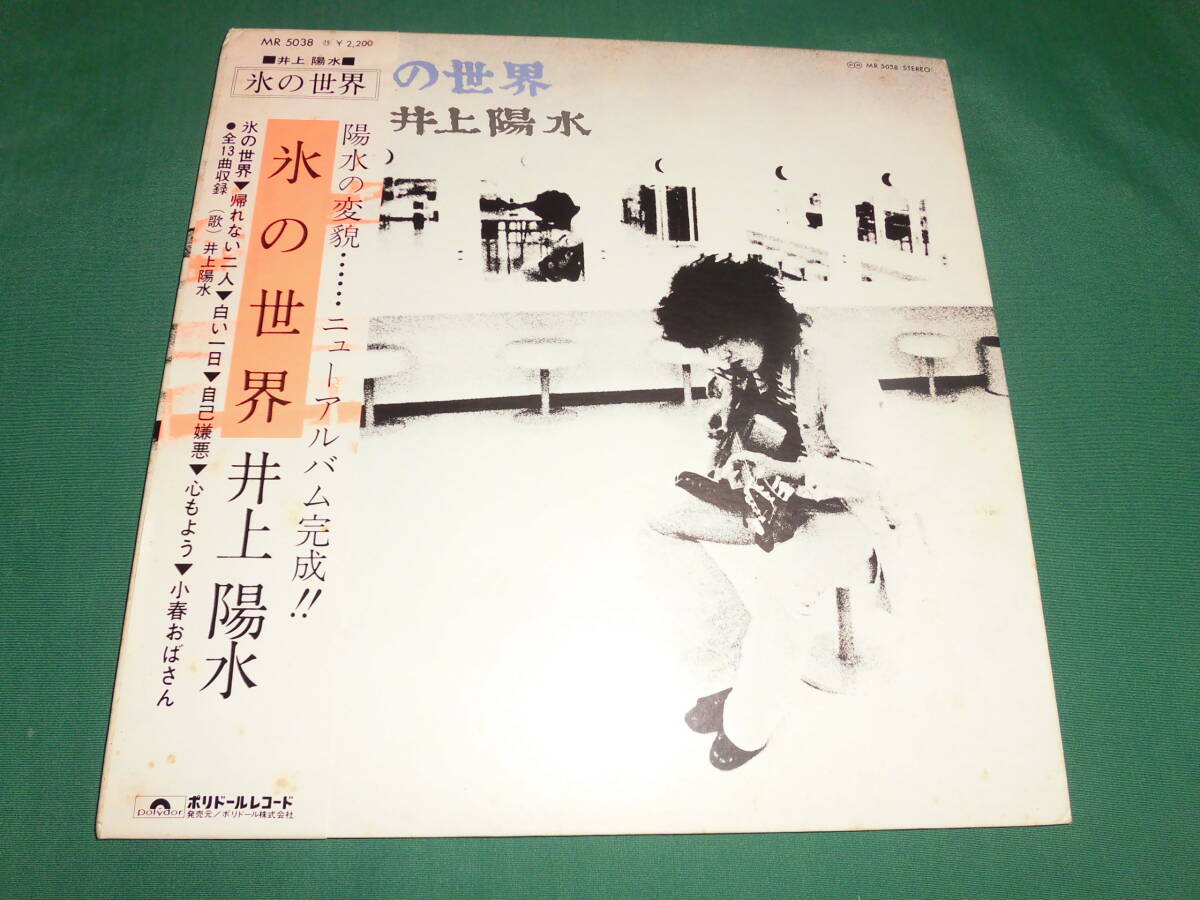 MR 5038 ⓢ ¥2,200
■井上 陽水■
氷の世界
陽水の変貌……ニューアルバム完成!!
氷の世界
井上陽水
氷の世界▼帰れない二人▼白い一日▼自己嫌悪▼心もよう▼小春おばさん
●全13曲収録 (歌) 井上陽水
polydor
ポリドールレコード
発売元/ポリドール株式会社
の世界
井上陽水
MR 5038 STEREO